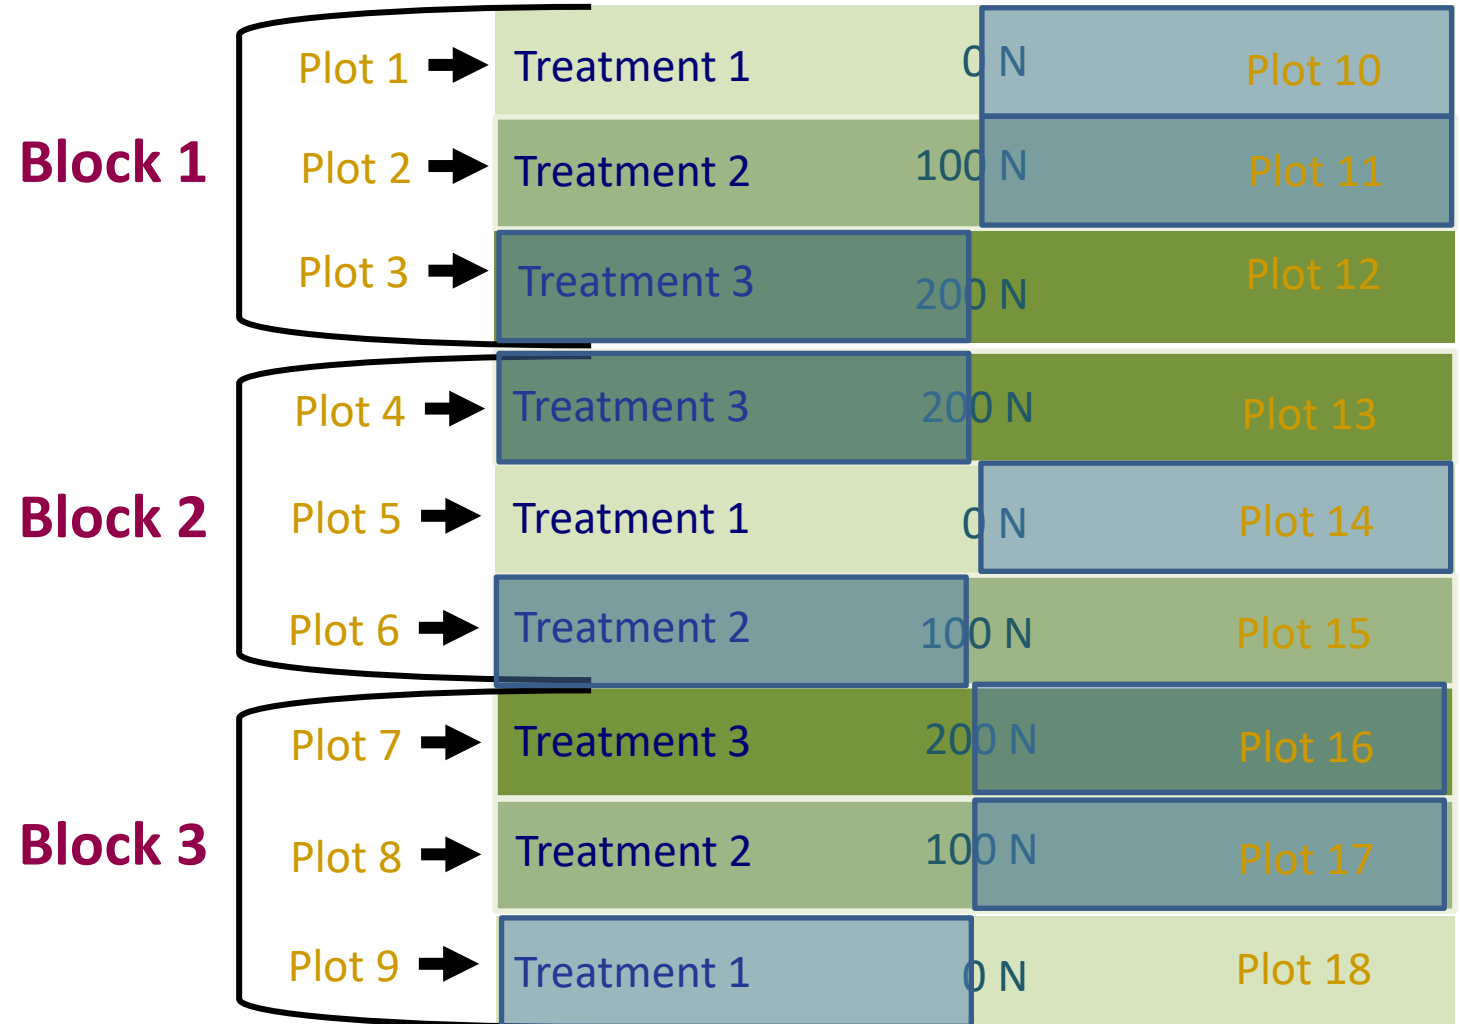 Plot 1 Treatment 1 0 N Plot 10
Block 1
Plot 2 Treatment 2 100 N Plot 11
Plot 3 Treatment 3 200 N Plot 12
Plot 4 Treatment 3 200 N Plot 13
Block 2
Plot 5 Treatment 1 0 N Plot 14
Plot 6 Treatment 2 100 N Plot 15
Plot 7 Treatment 3 200 N Plot 16
Block 3
Plot 8 Treatment 2 100 N Plot 17
Plot 9 Treatment 1 0 N Plot 18